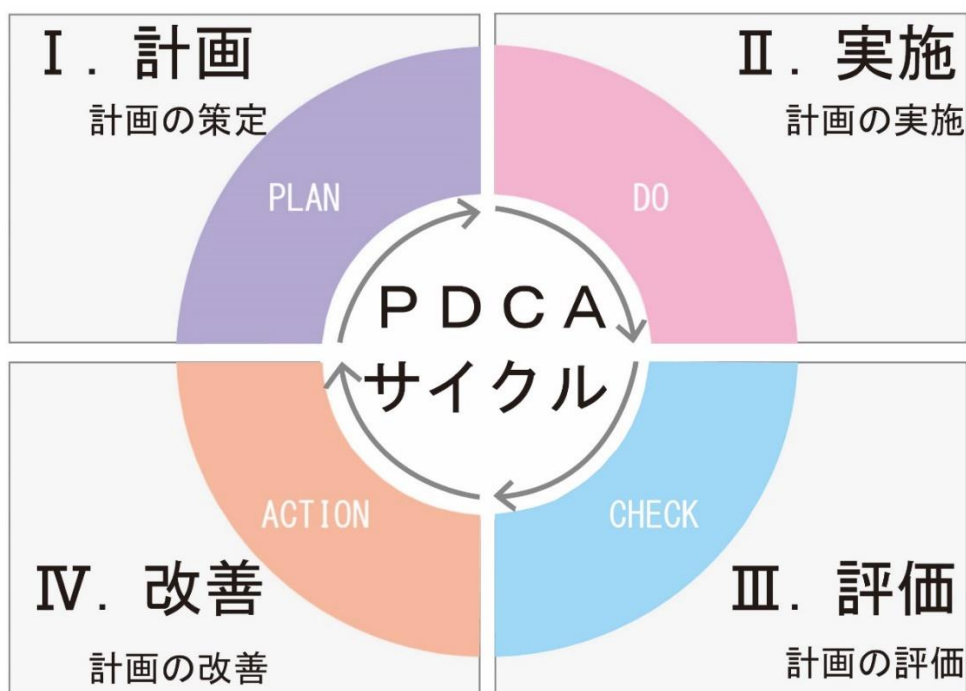 Ⅰ. 計画
計画の策定
PLAN
Ⅱ. 実施
計画の実施
DO
PDCA
サイクル
ACTION
Ⅳ. 改善
計画の改善
CHECK
Ⅲ. 評価
計画の評価